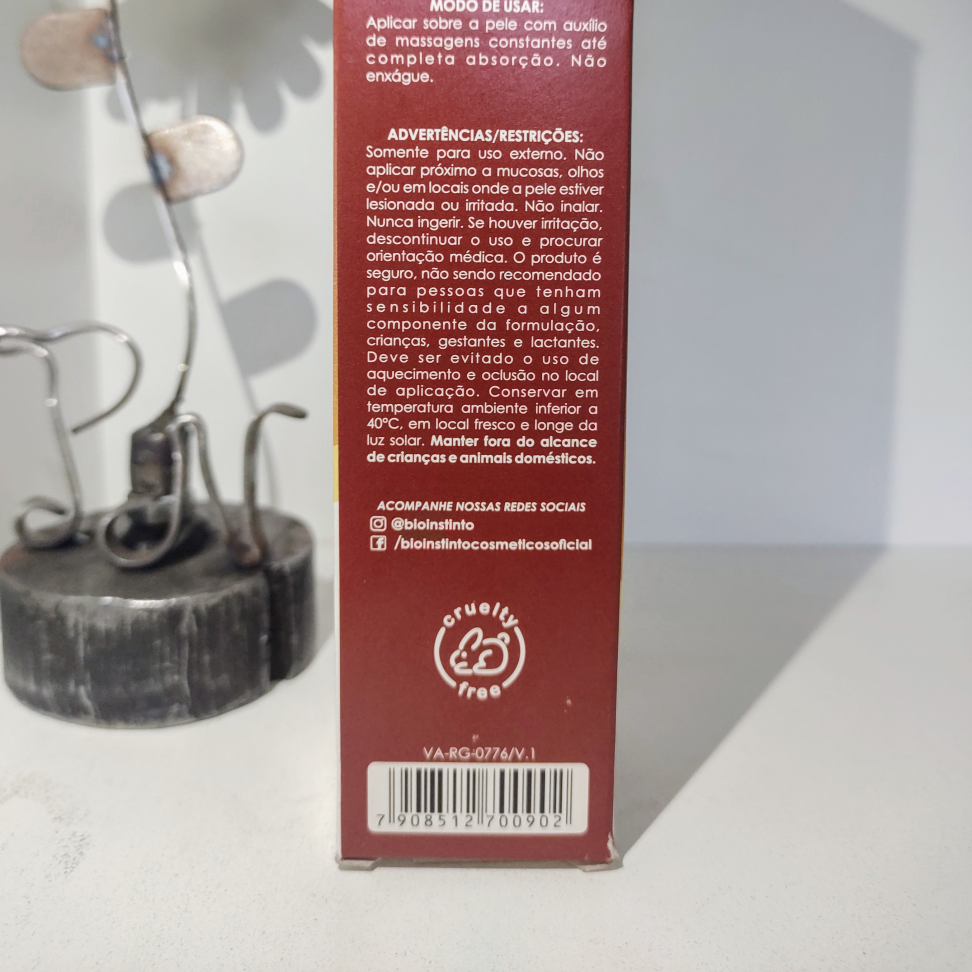 MODO DE USAR:
Aplicar sobre a pele com auxílio
de massagens constantes até
completa absorção. Não
enxágue.
ADVERTÊNCIAS/RESTRIÇÕES:
Somente para uso externo. Não
aplicar próximo a mucosas, olhos
e/ou em locais onde a pele estiver
lesionada ou irritada. Não inalar.
Nunca ingerir. Se houver irritação,
descontinuar o uso e procurar
orientação médica. O produto é
seguro, não sendo recomendado
para pessoas que tenham
sensibilidade a algum
componente da formulação,
crianças, gestantes e lactantes.
Deve ser evitado o uso de
aquecimento e oclusão no local
de aplicação. Conservar em
temperatura ambiente inferior a
40ºC, em local fresco e longe da
luz solar. Manter fora do alcance
de crianças e animais domésticos.
ACOMPANHE NOSSAS REDES SOCIAIS
@bioinstinto
/bioinstintocosmeticosoficial
cruelty
free
VA-RG-0776/V.1
7 908512 700902